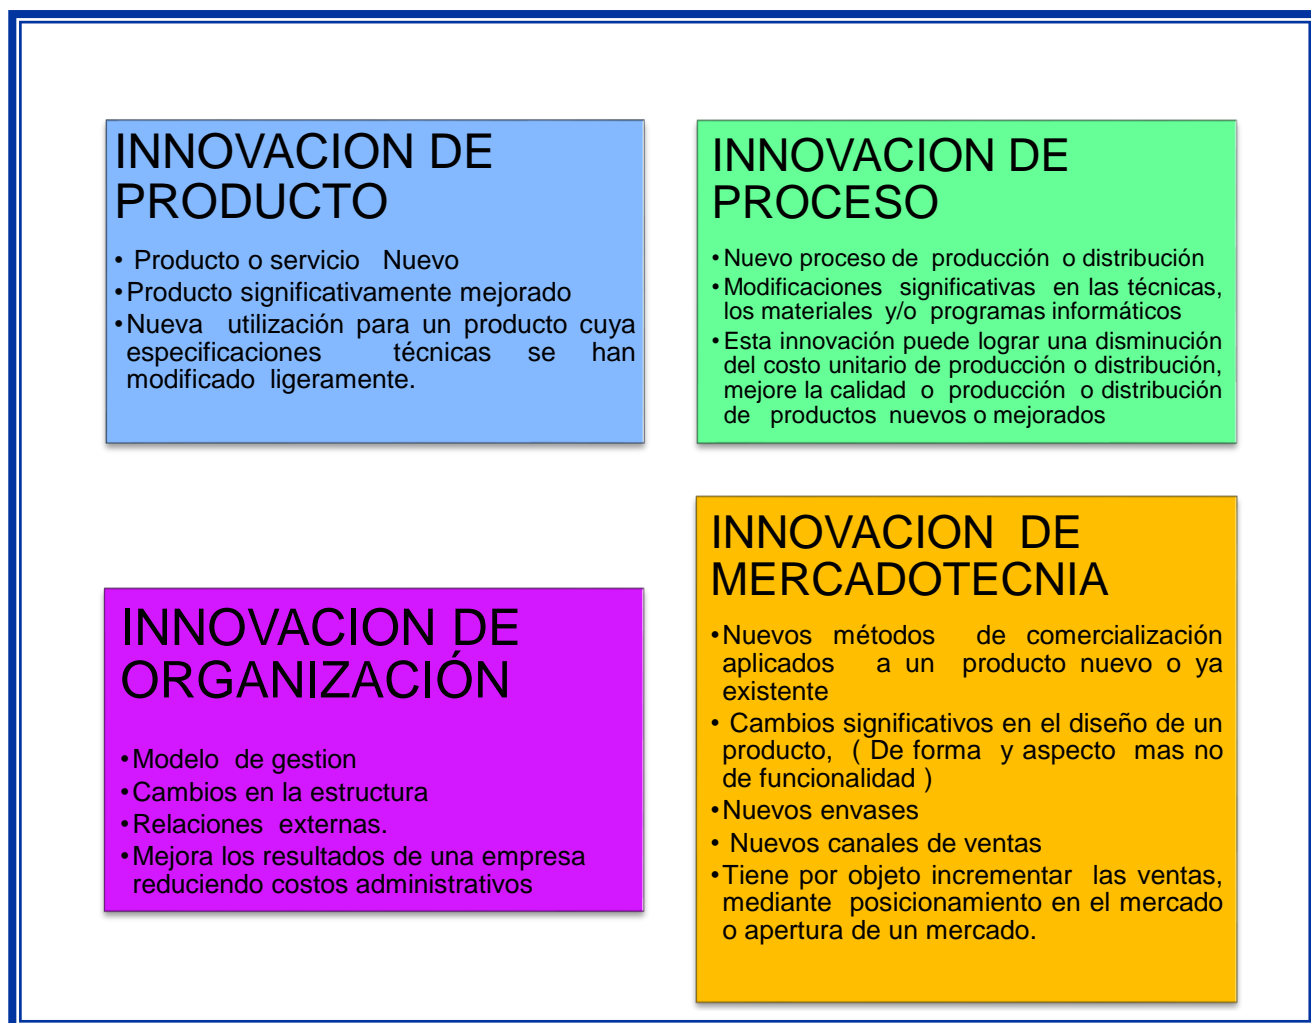 INNOVACION DE
PRODUCTO
• Producto o servicio Nuevo
•Producto significativamente mejorado
•Nueva utilización para un producto cuya
especificaciones técnicas se han
modificado ligeramente.
INNOVACION DE
PROCESO
•Nuevo proceso de producción o distribución
•Modificaciones significativas en las técnicas,
los materiales y/o programas informáticos
•Esta innovación puede lograr una disminución
del costo unitario de producción o distribución,
mejore la calidad o producción o distribución
de productos nuevos o mejorados
INNOVACION DE
ORGANIZACIÓN
•Modelo de gestion
•Cambios en la estructura
•Relaciones externas.
•Mejora los resultados de una empresa
reduciendo costos administrativos
INNOVACION DE
MERCADOTECNIA
•Nuevos métodos de comercialización
aplicados a un producto nuevo o ya
existente
• Cambios significativos en el diseño de un
producto, ( De forma y aspecto mas no
de funcionalidad )
•Nuevos envases
• Nuevos canales de ventas
•Tiene por objeto incrementar las ventas,
mediante posicionamiento en el mercado
o apertura de un mercado.